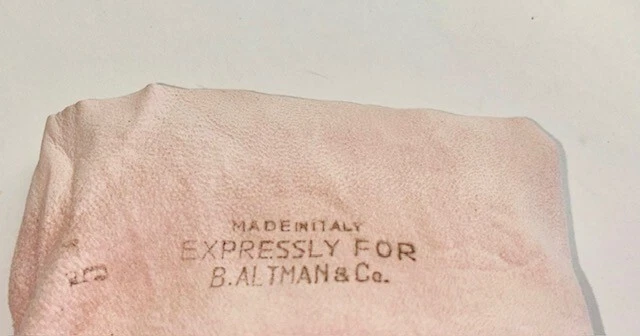 MADE IN ITALY
EXPRESSLY FOR
B. ALTMAN & Co.